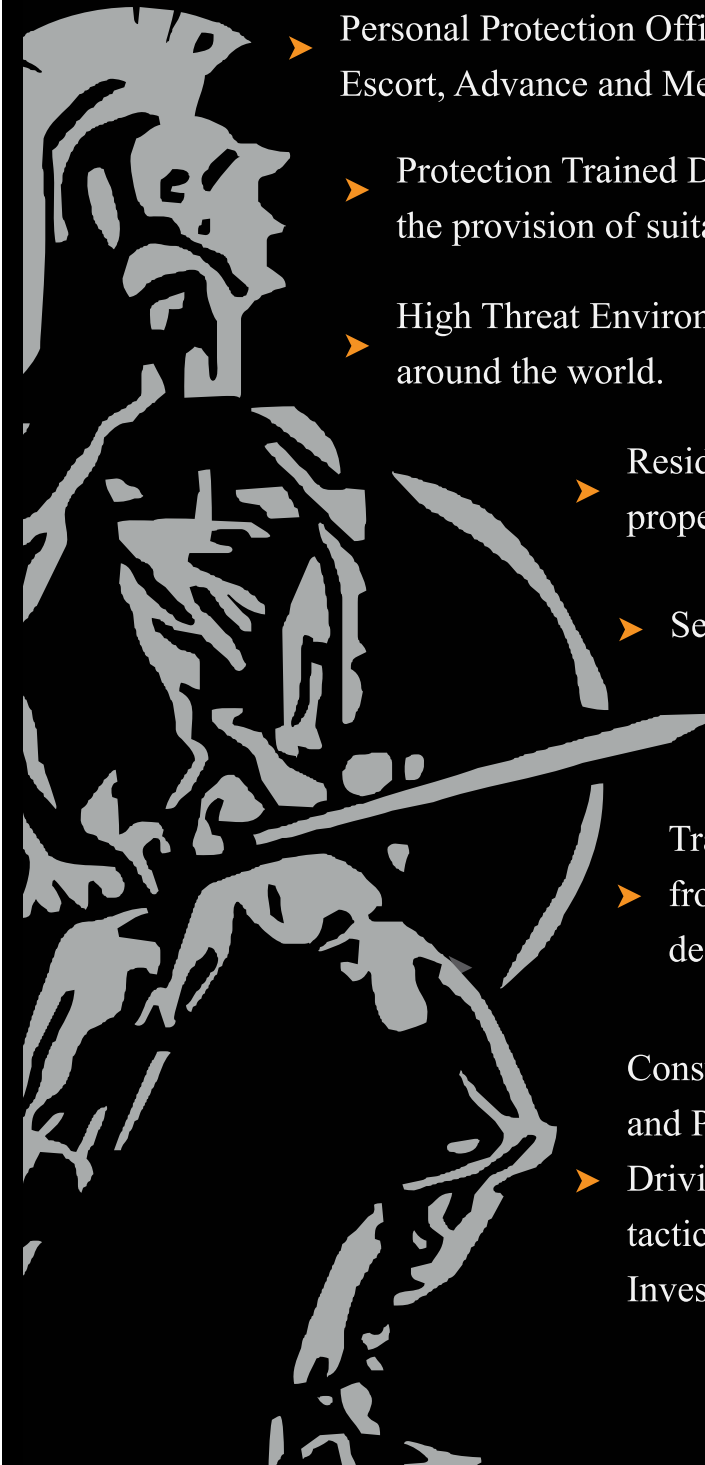 Personal Protection Offi
Escort, Advance and Me
Protection Trained D
the provision of suita
High Threat Environ
around the world.
Resid
prope
Se
Tra
fro
de
Cons
and P
Drivi
tactic
Inves